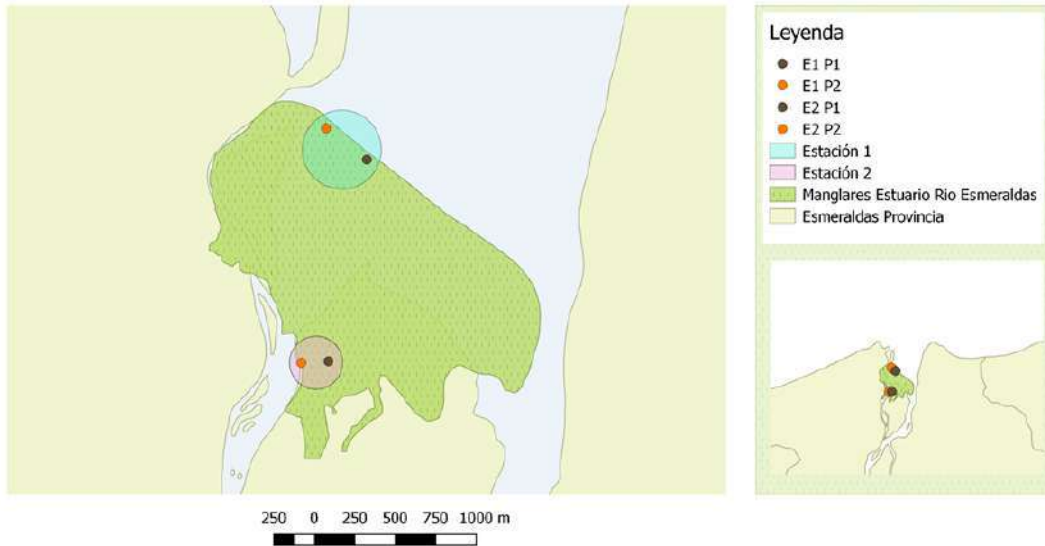 Leyenda
E1 P1
E1 P2
E2 P1
E2 P2
Estación 1
Estación 2
Manglares Estuario Rio Esmeraldas
Esmeraldas Provincia
250 0 250 500 750 1000 m